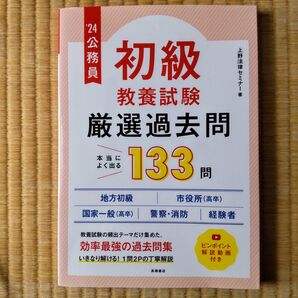 '24
公務員
上野法律セミナー 編
初級
教養試験
厳選過去問
本当に
よく出る
133問
地方初級
市役所(高卒)
国家一般(高卒)
警察・消防
経験者
教養試験の頻出テーマだけ集めた、
効率最強の過去問集
いきなり解ける!1問2Pの丁寧解説
ピンポイント
解説動画
付き
高橋書店